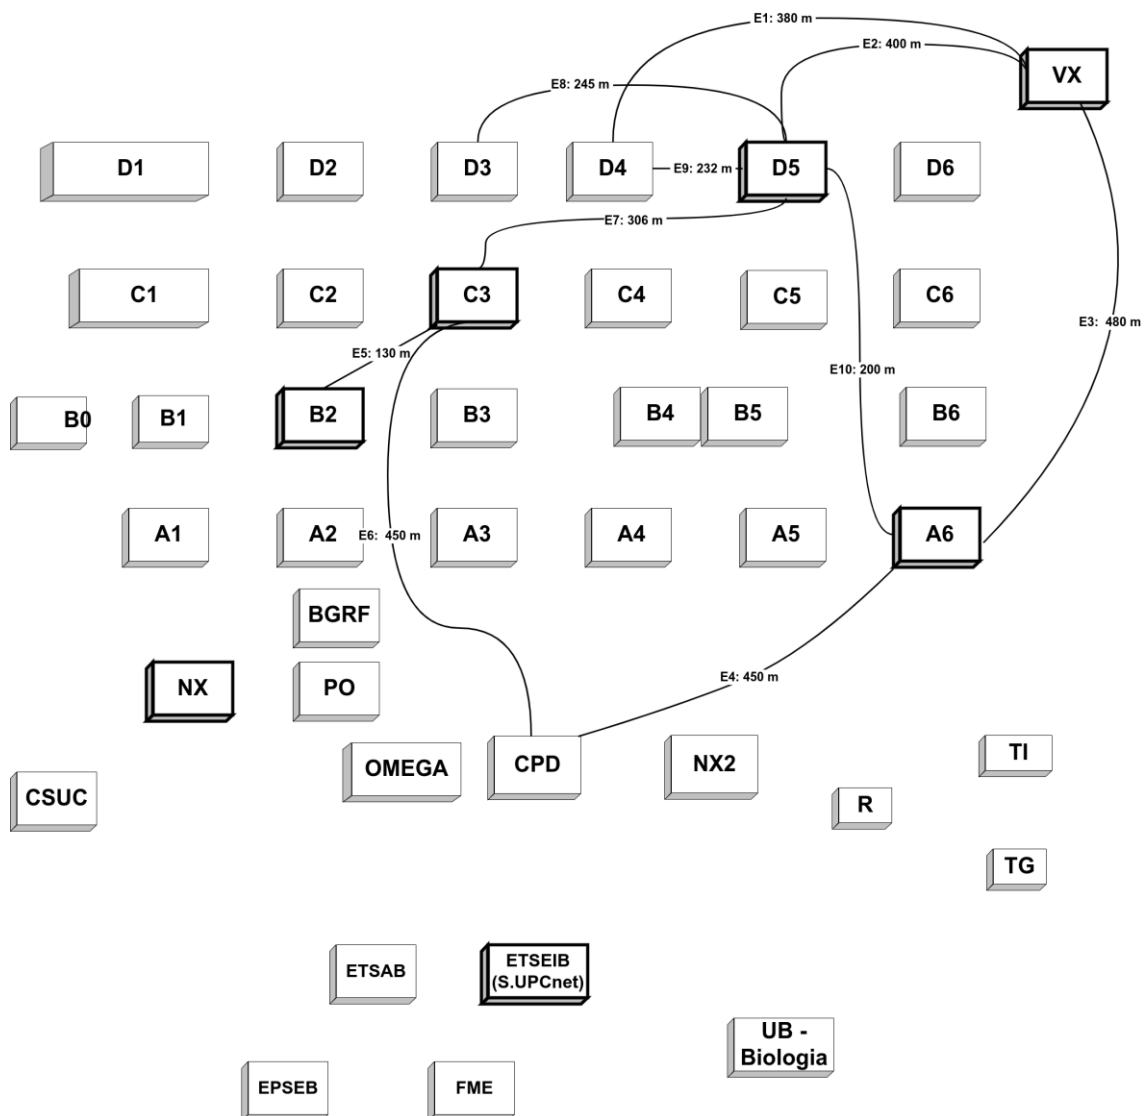 E1: 380 m
E2: 400 m
VX
E8: 245 m
D1
D2
D3
D4
E9: 232 m
D5
D6
E7: 306 m
C1
C2
C3
C4
C5
C6
E3: 480 m
E5: 130 m
E10: 200 m
B0
B1
B2
B3
B4
B5
B6
A1
A2
E6: 450 m
A3
A4
A5
A6
BGRF
NX
PO
E4: 450 m
OMEGA
CPD
NX2
TI
CSUC
R
TG
ETSAB
ETSEIB
(S.UPCnet)
UB -
Biologia
EPSEB
FME